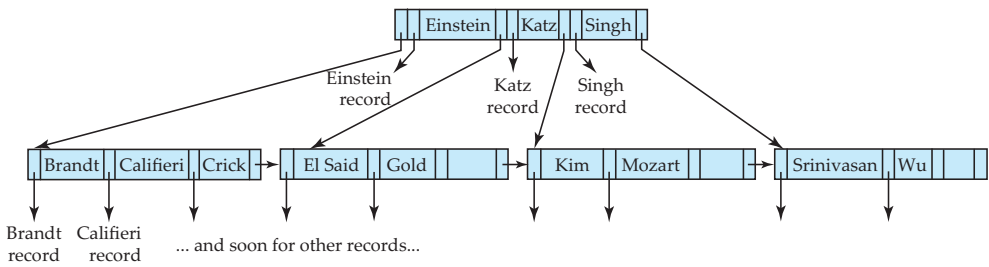 Einstein Katz Singh
Einstein
record
Katz
record
Singh
record
Brandt Califieri Crick El Said Gold Kim Mozart Srinivasan Wu
Brandt
record
Califieri
record
... and soon for other records...